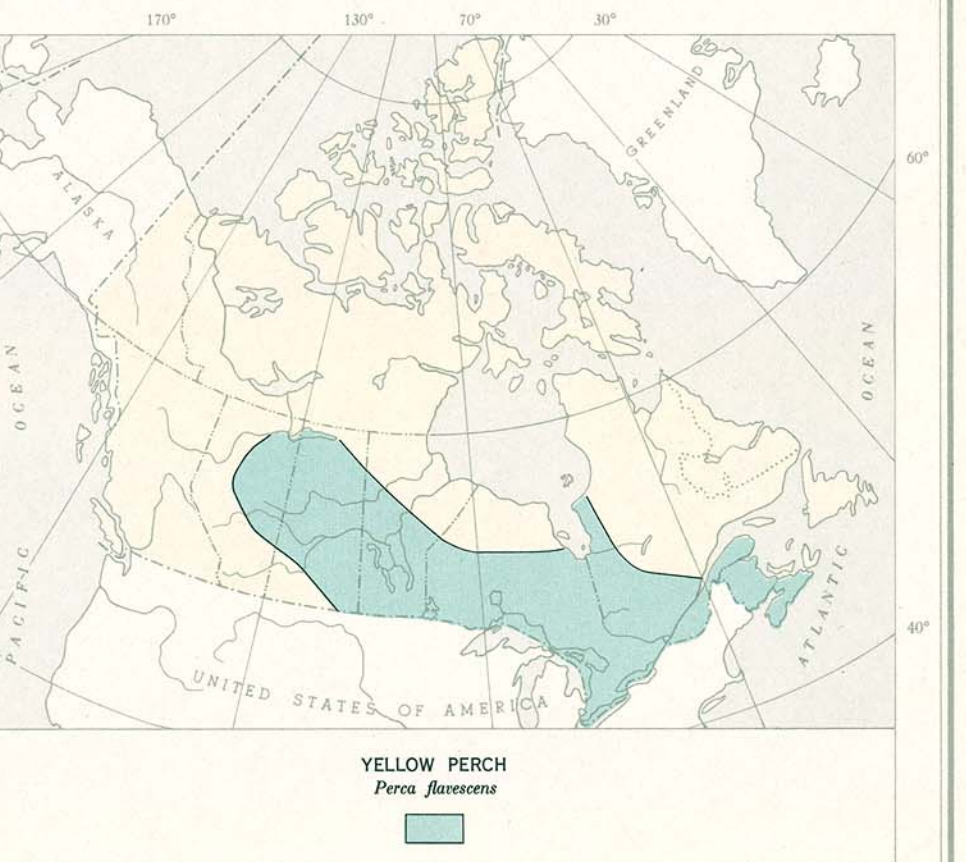 170° 130° 70° 30°
GREENLAND
60°
ALASKA
OCEAN
OCEAN
PACIFIC
ATLANTIC
40°
UNITED STATES OF AMERICA
YELLOW PERCH
Perca flavescens